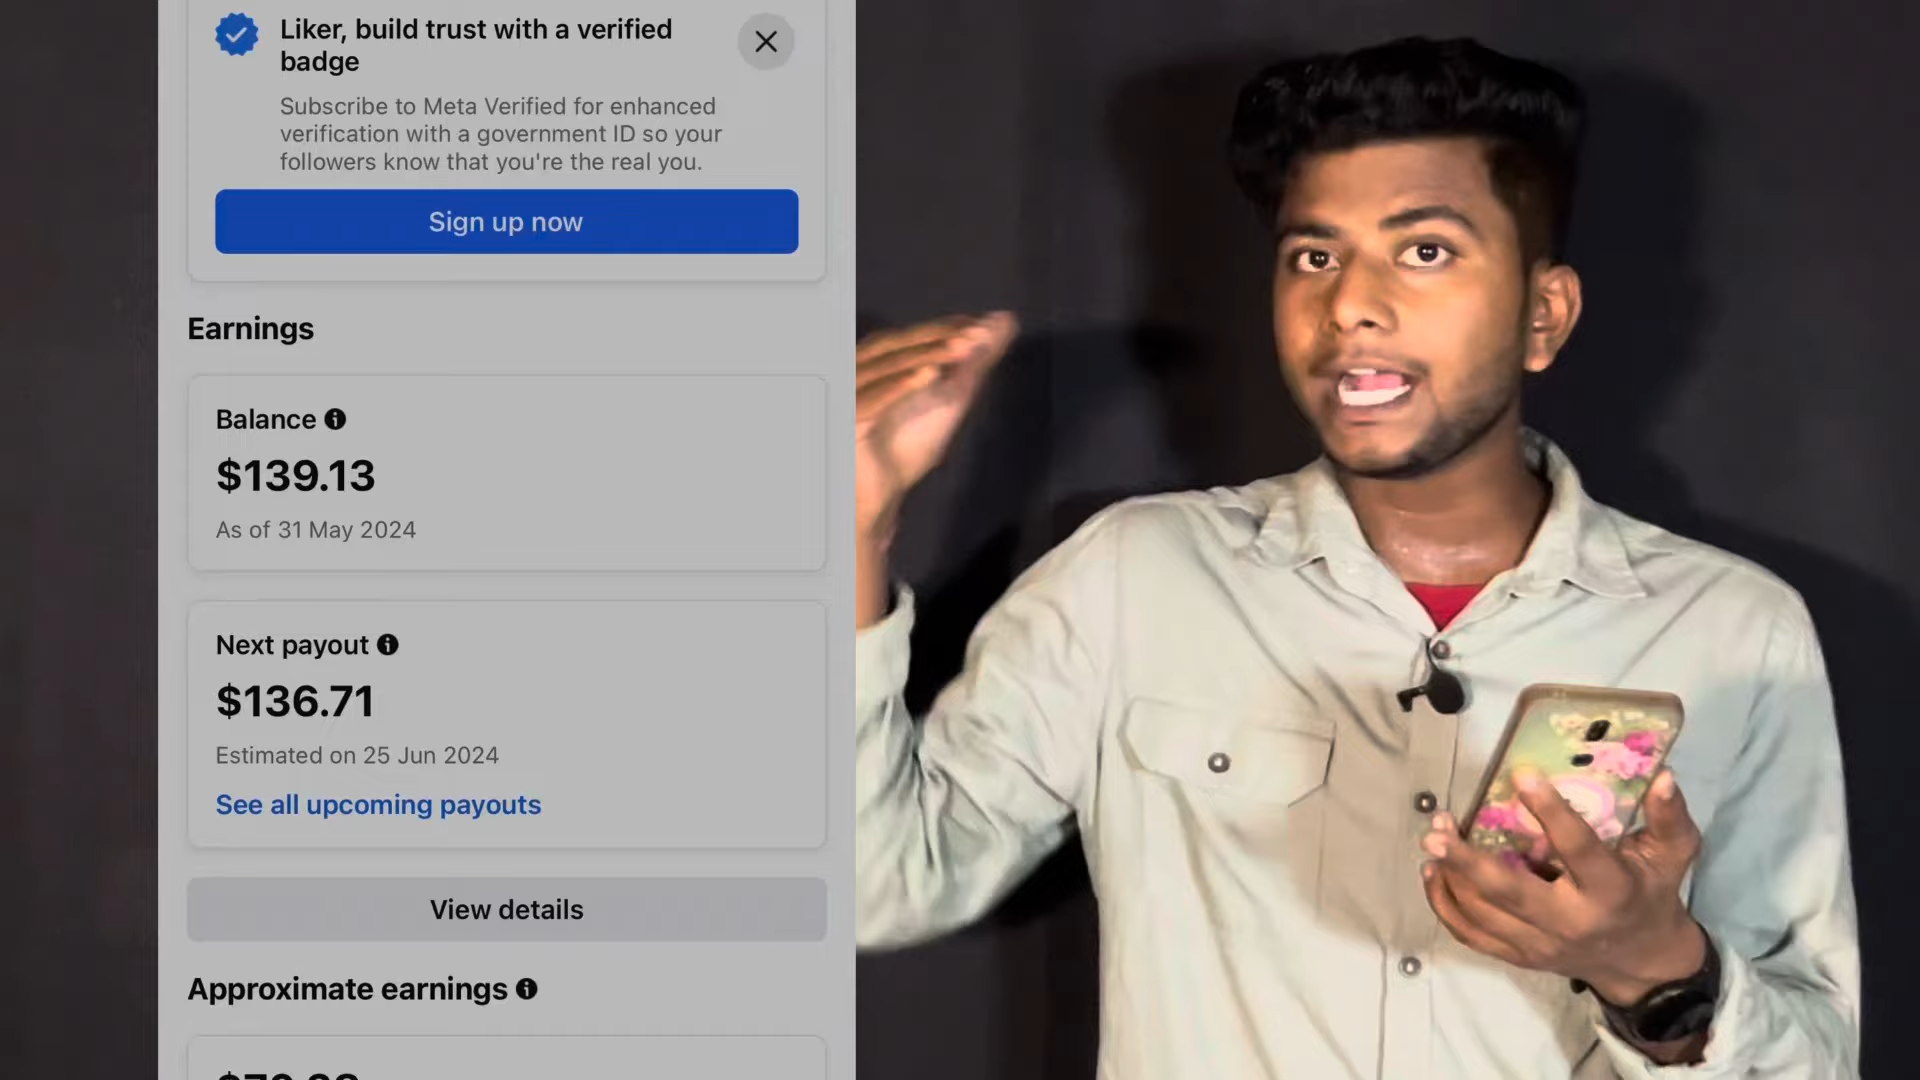 Liker, build trust with a verified
badge
Subscribe to Meta Verified for enhanced
verification with a government ID so your
followers know that you're the real you.
Sign up now
Earnings
Balance
$139.13
As of 31 May 2024
Next payout
$136.71
Estimated on 25 Jun 2024
See all upcoming payouts
View details
Approximate earnings